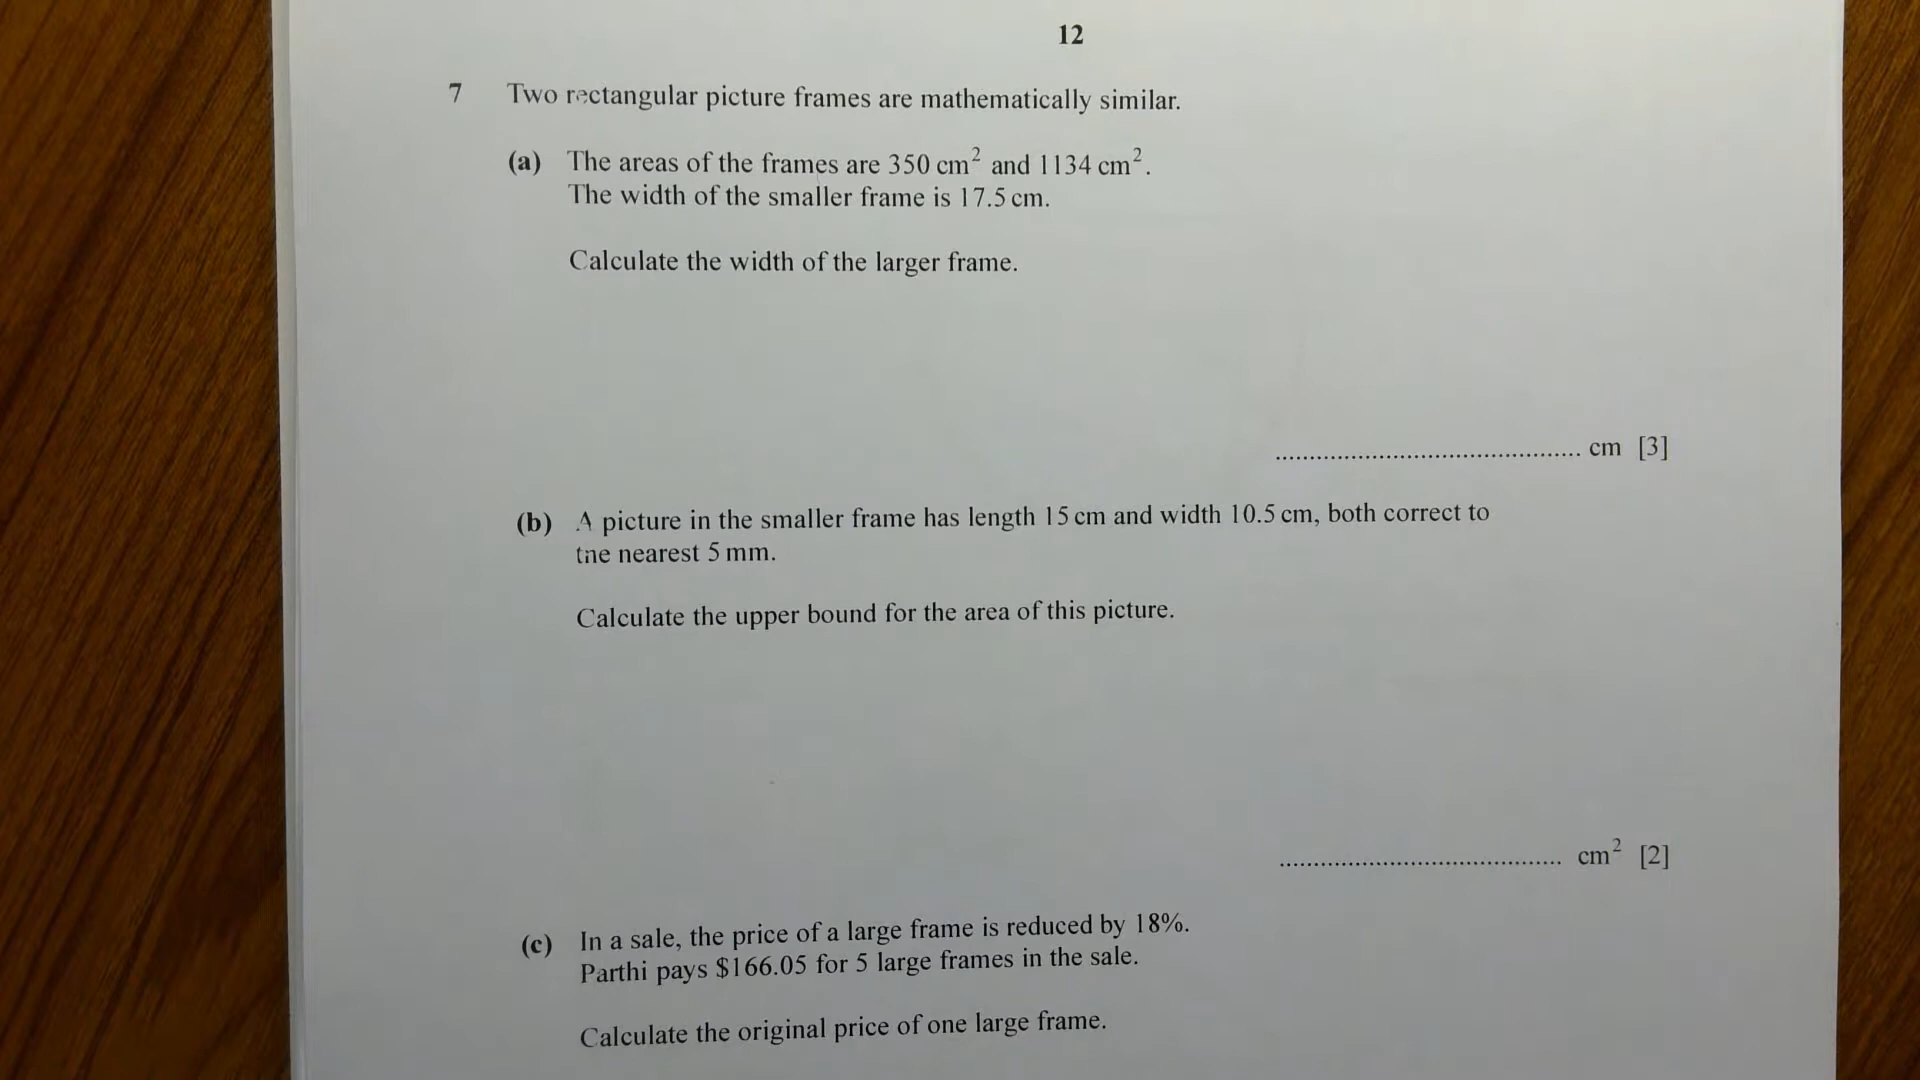 12
7 Two rectangular picture frames are mathematically similar.
(a) The areas of the frames are 350 cm² and 1134 cm².
The width of the smaller frame is 17.5 cm.
Calculate the width of the larger frame.
.............................................. cm [3]
(b) A picture in the smaller frame has length 15 cm and width 10.5 cm, both correct to
the nearest 5 mm.
Calculate the upper bound for the area of this picture.
.......................................... cm² [2]
(c) In a sale, the price of a large frame is reduced by 18%.
Parthi pays $166.05 for 5 large frames in the sale.
Calculate the original price of one large frame.